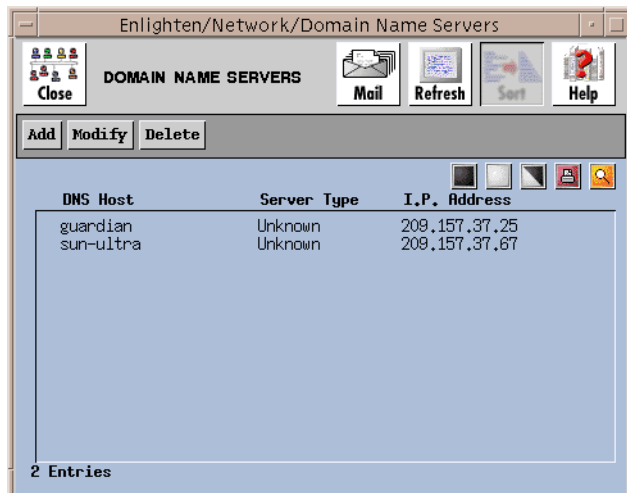 Enlighten/Network/Domain Name Servers
Close
DOMAIN NAME SERVERS
Mail
Refresh
Sort
Help
Add Modify Delete
DNS Host Server Type I.P. Address
guardian Unknown 209.157.37.25
sun-ultra Unknown 209.157.37.67
2 Entries